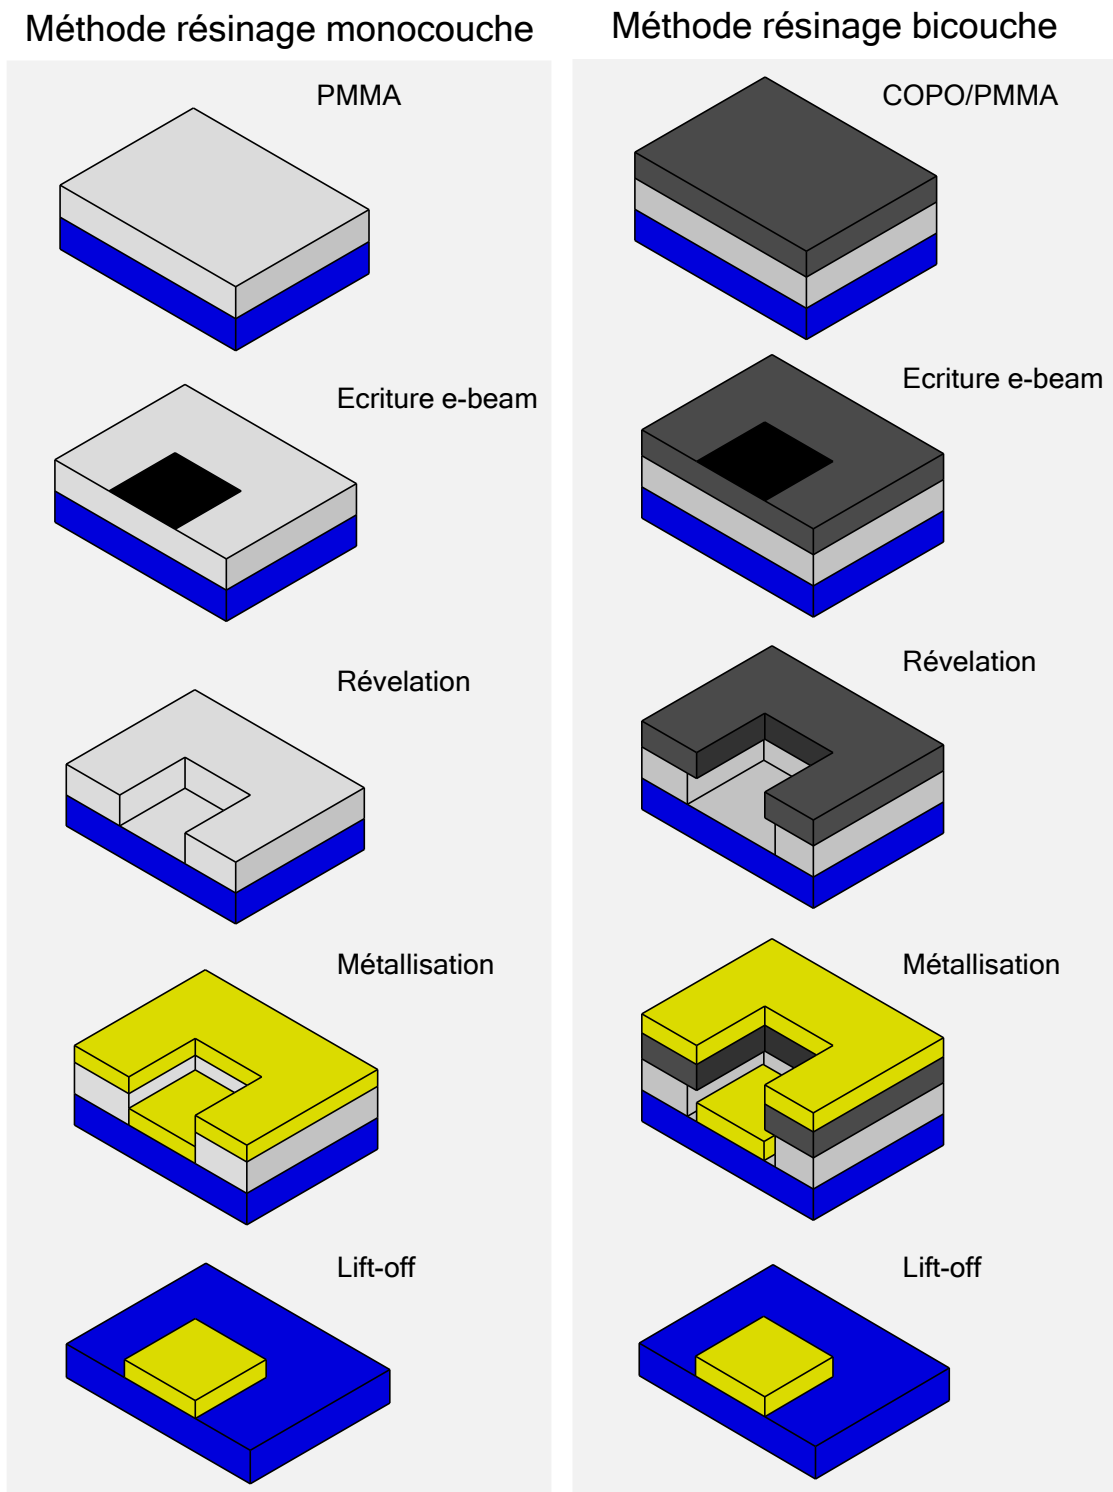 Méthode résinage monocouche
PMMA
Ecriture e-beam
Révelation
Métallisation
Lift-off
Méthode résinage bicouche
COPO/PMMA
Ecriture e-beam
Révelation
Métallisation
Lift-off